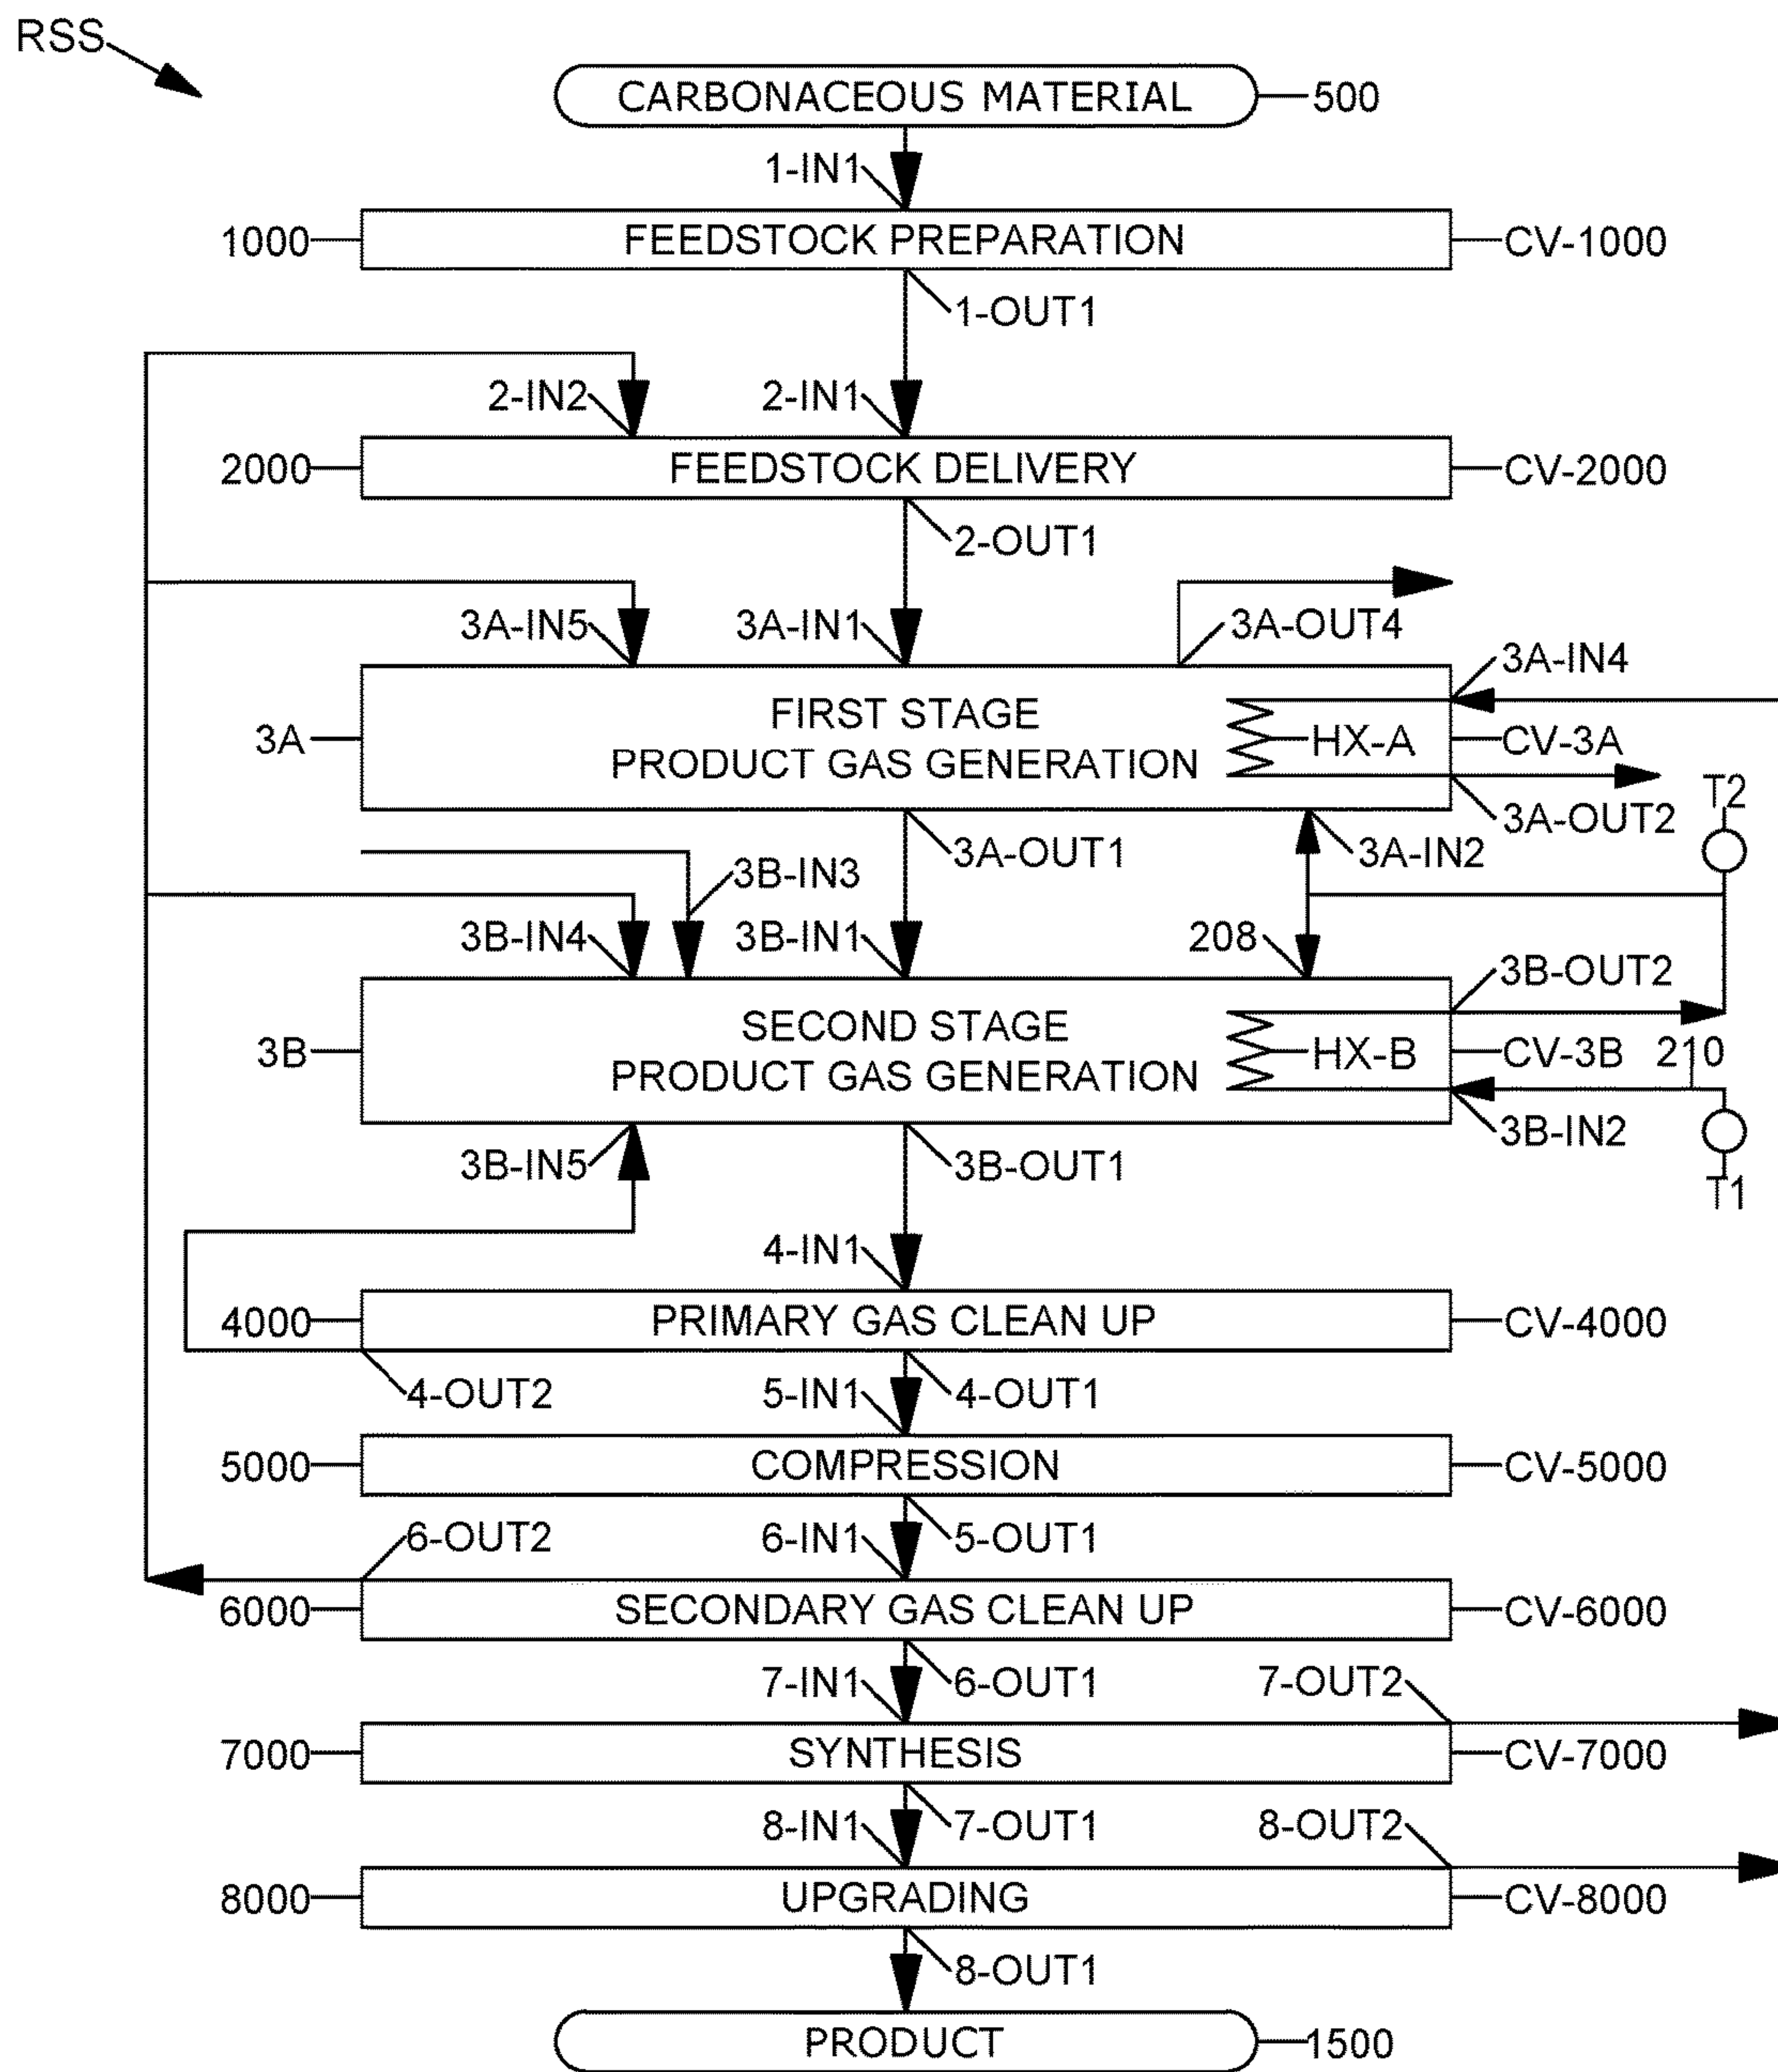 RSS
CARBONACEOUS MATERIAL
500
1-IN1
1000
FEEDSTOCK PREPARATION
CV-1000
1-OUT1
2-IN2
2-IN1
2000
FEEDSTOCK DELIVERY
CV-2000
2-OUT1
3A-IN5
3A-IN1
3A-OUT4
3A-IN4
3A
FIRST STAGE
PRODUCT GAS GENERATION
HX-A
CV-3A
3A-OUT2
T2
3A-OUT1
3A-IN2
3B-IN3
3B-IN4
3B-IN1
208
3B-OUT2
3B
SECOND STAGE
PRODUCT GAS GENERATION
HX-B
CV-3B
210
3B-IN2
T1
3B-IN5
3B-OUT1
4-IN1
4000
PRIMARY GAS CLEAN UP
CV-4000
4-OUT2
5-IN1
4-OUT1
5000
COMPRESSION
CV-5000
6-OUT2
6-IN1
5-OUT1
6000
SECONDARY GAS CLEAN UP
CV-6000
7-IN1
6-OUT1
7-OUT2
7000
SYNTHESIS
CV-7000
8-IN1
7-OUT1
8-OUT2
8000
UPGRADING
CV-8000
8-OUT1
PRODUCT
1500